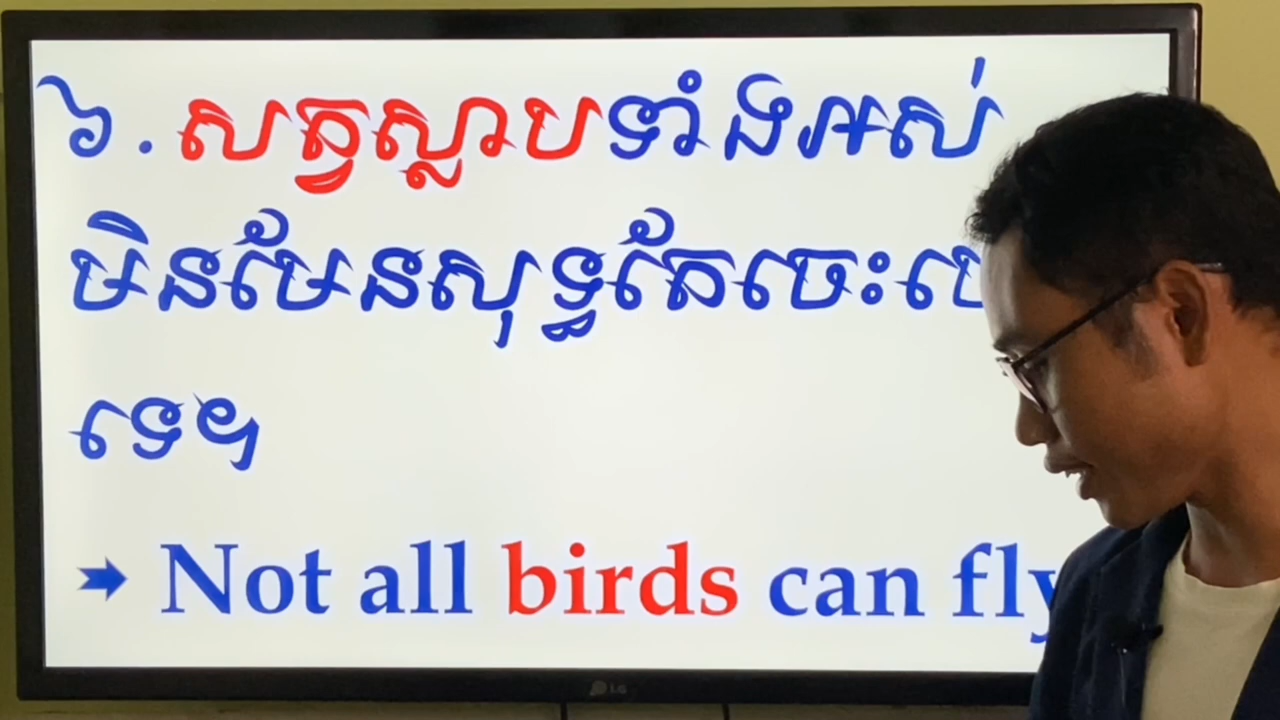 ៦.សត្វស្លាបទាំងអស់
មិនមែនសុទ្ធតែចេះ
ទេ។
Not all birds can fly
LG